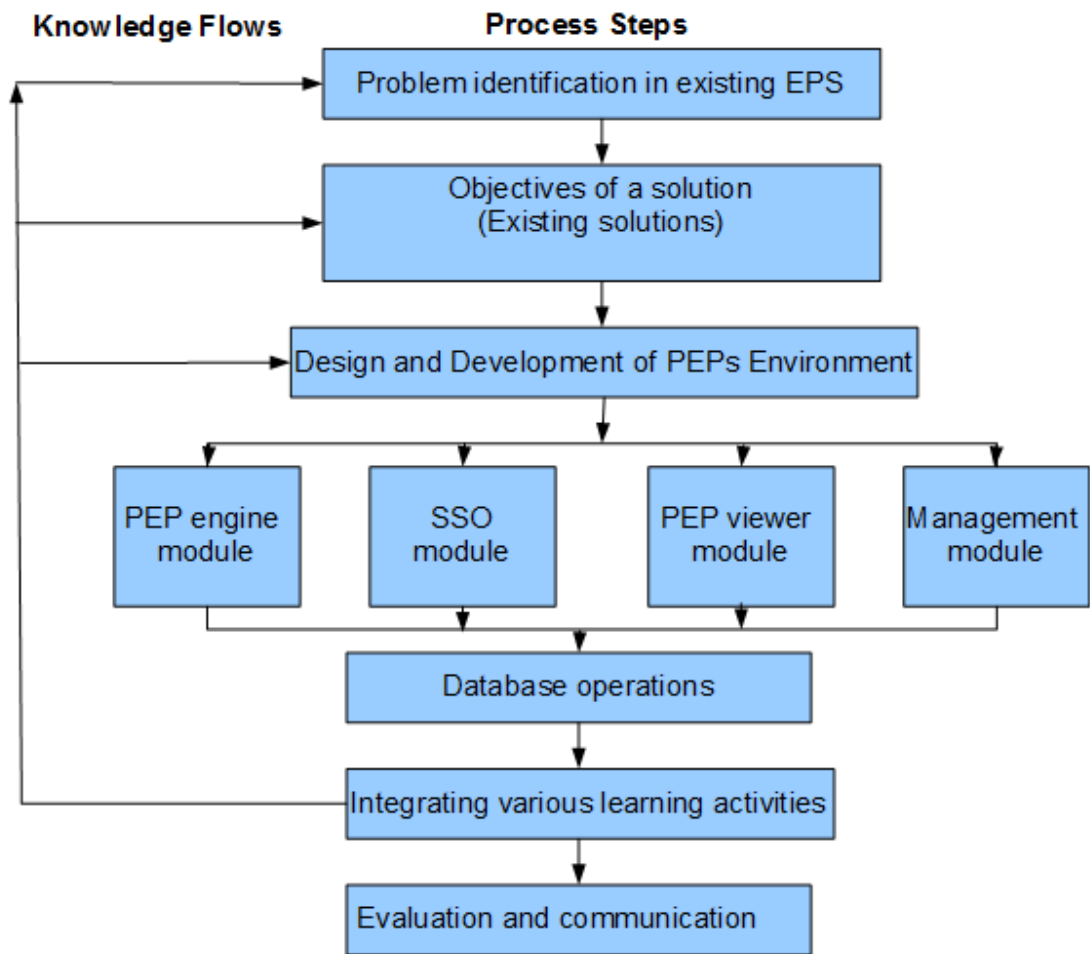 Knowledge Flows
Process Steps
Problem identification in existing EPS
Objectives of a solution
(Existing solutions)
Design and Development of PEPs Environment
PEP engine
module
SSO
module
PEP viewer
module
Management
module
Database operations
Integrating various learning activities
Evaluation and communication